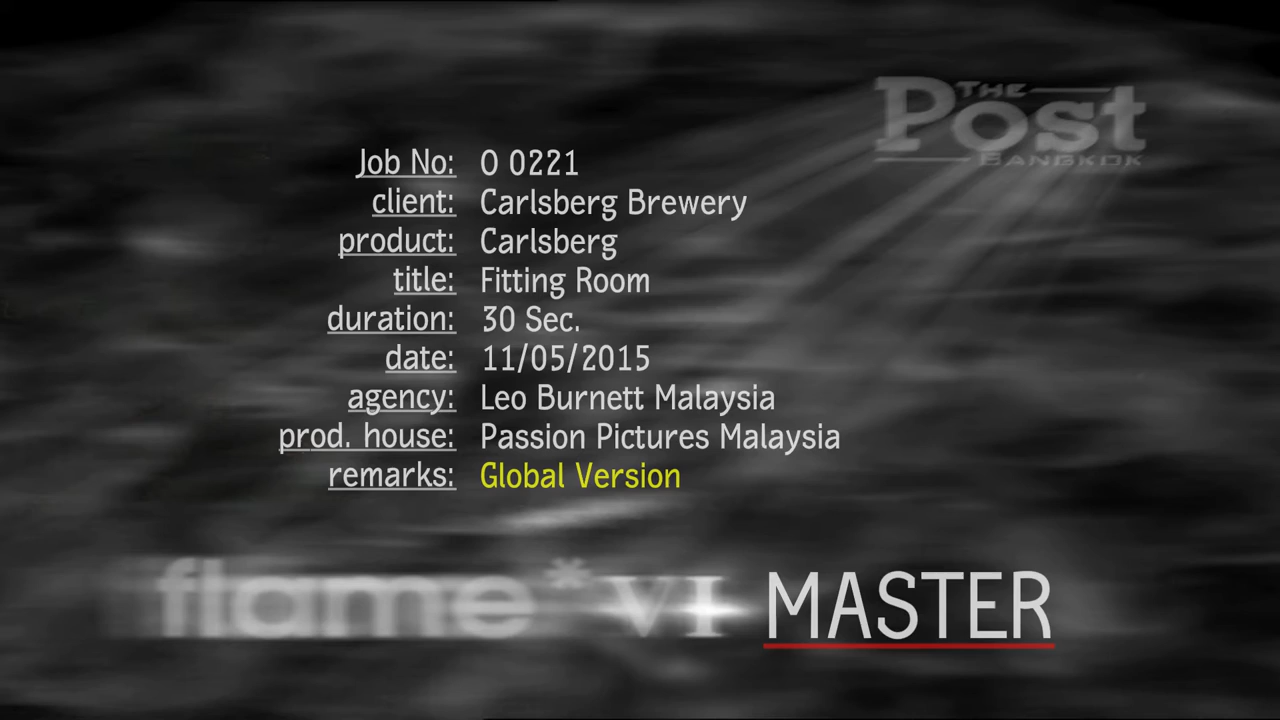 THE
Post
BANGKOK
Job No: O 0221
client: Carlsberg Brewery
product: Carlsberg
title: Fitting Room
duration: 30 Sec.
date: 11/05/2015
agency: Leo Burnett Malaysia
prod. house: Passion Pictures Malaysia
remarks: Global Version
flame* VI MASTER